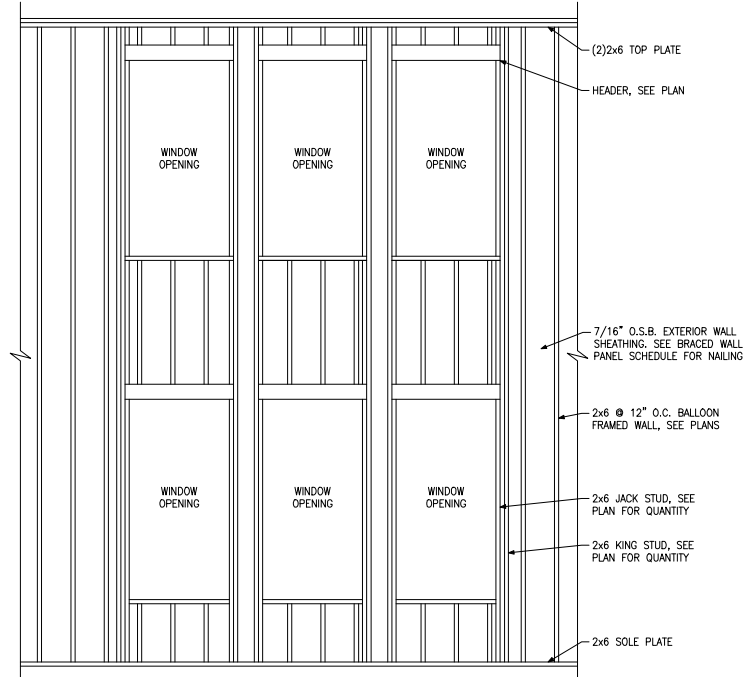 (2)2x6 TOP PLATE
HEADER, SEE PLAN
WINDOW
OPENING
WINDOW
OPENING
WINDOW
OPENING
7/16" O.S.B. EXTERIOR WALL
SHEATHING. SEE BRACED WALL
PANEL SCHEDULE FOR NAILING
2x6 @ 12" O.C. BALLOON
FRAMED WALL, SEE PLANS
WINDOW
OPENING
WINDOW
OPENING
WINDOW
OPENING
2x6 JACK STUD, SEE
PLAN FOR QUANTITY
2x6 KING STUD, SEE
PLAN FOR QUANTITY
2x6 SOLE PLATE